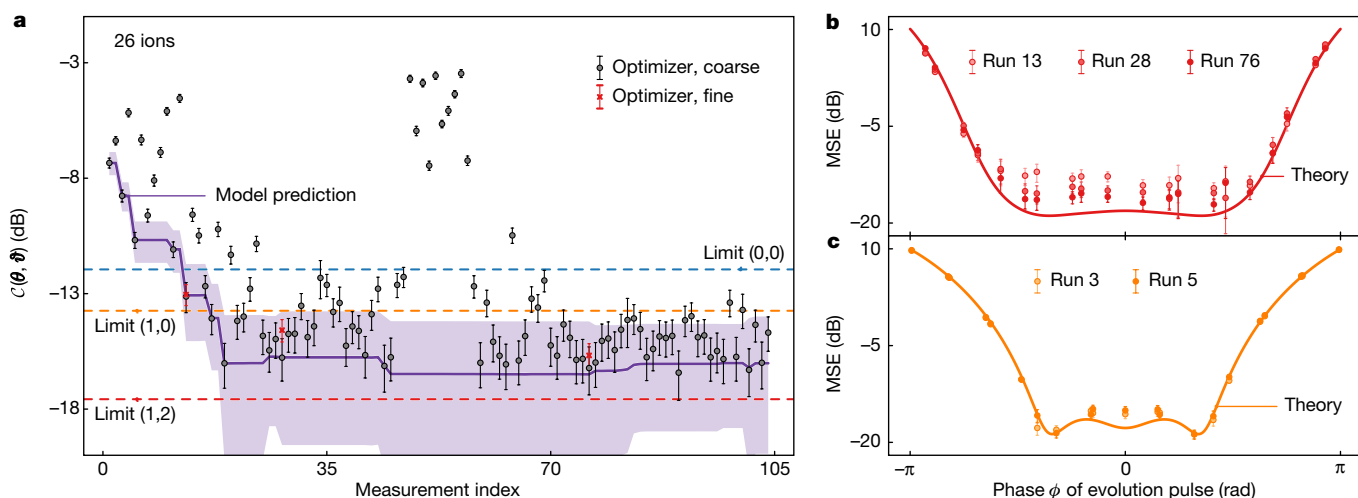 a
26 ions
Optimizer, coarse
Optimizer, fine
Model prediction
Limit (0,0)
Limit (1,0)
Limit (1,2)
−3
−8
−13
−18
C(θ, ϑ) (dB)
0 35 70 105
Measurement index
b
Run 13 Run 28 Run 76
Theory
10
−5
−20
MSE (dB)
c
Run 3 Run 5
Theory
10
−5
−20
MSE (dB)
−π 0 π
Phase ϕ of evolution pulse (rad)